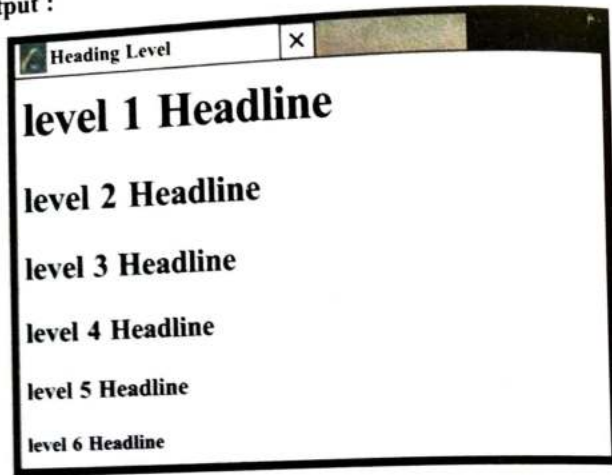 tput :
Heading Level ×
level 1 Headline
level 2 Headline
level 3 Headline
level 4 Headline
level 5 Headline
level 6 Headline